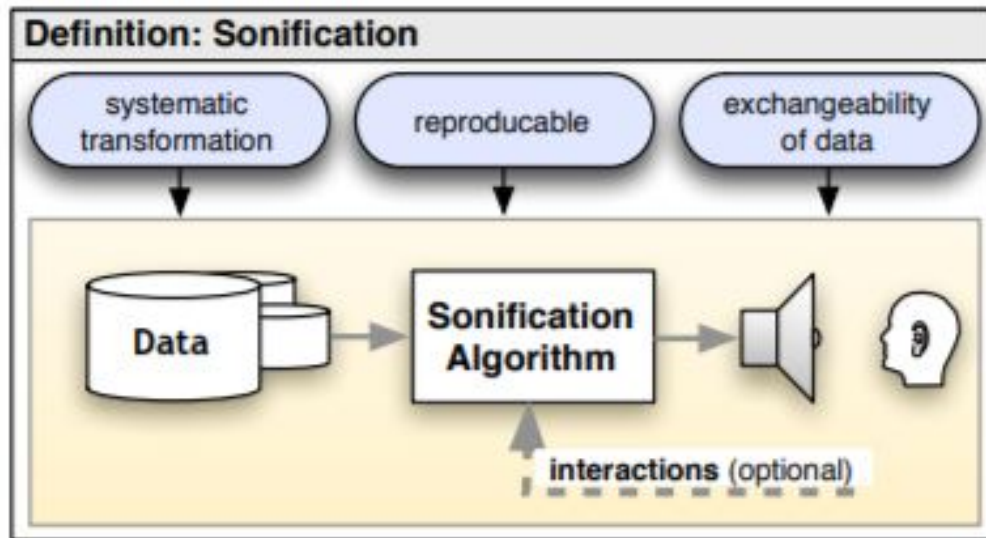 Definition: Sonification
systematic
transformation
reproducable
exchangeability
of data
Data
Sonification
Algorithm
interactions (optional)